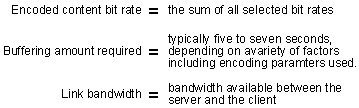 Encoded content bit rate = the sum of all selected bit rates
Buffering amount required = typically five to seven seconds,
depending on avariety of factors
including encoding paramters used.
Link bandwidth = bandwidth available between the
server and the client